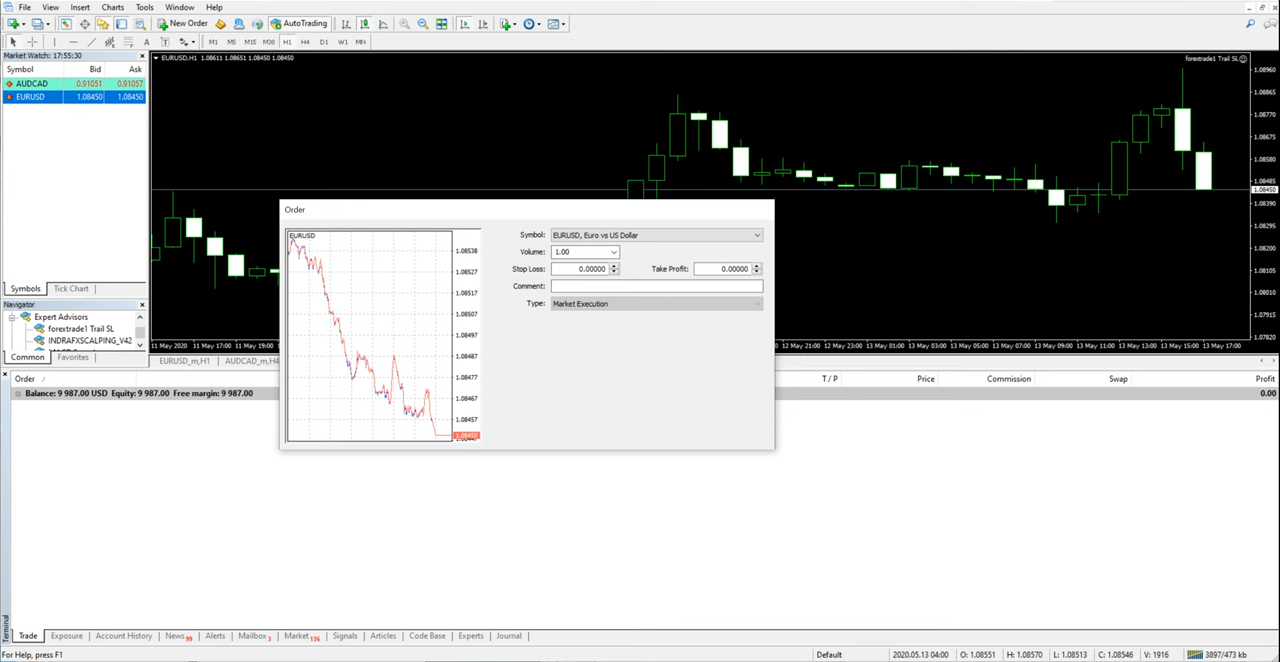 File View Insert Charts Tools Window Help
New Order AutoTrading
A T M1 M5 M15 M30 H1 H4 D1 W1 MN
Market Watch: 17:55:30
Symbol Bid Ask
AUDCAD 0.91051 0.91057
EURUSD 1.08450 1.08450
Symbols Tick Chart
Navigator
Expert Advisors
forextrade1 Trail SL
INDRAFXSCALPING_V42
Common Favorites
EURUSD,H1 1.08611 1.08651 1.08450 1.08450
forextrade1 Trail SL
1.08960
1.08865
1.08770
1.08675
1.08580
1.08485
1.08450
1.08390
1.08295
1.08200
1.08105
1.08010
1.07915
1.07820
11 May 2020 11 May 17:00 11 May 19:00
12 May 21:00 12 May 23:00 13 May 01:00 13 May 03:00 13 May 05:00 13 May 07:00 13 May 09:00 13 May 11:00 13 May 13:00 13 May 15:00 13 May 17:00
EURUSD_m,H1 AUDCAD_m,H4
Order
EURUSD
1.08538
1.08527
1.08517
1.08507
1.08497
1.08487
1.08477
1.08467
1.08457
1.08450
Symbol: EURUSD, Euro vs US Dollar
Volume: 1.00
Stop Loss: 0.00000 Take Profit: 0.00000
Comment:
Type: Market Execution
Order / T / P Price Commission Swap Profit
Balance: 9 987.00 USD Equity: 9 987.00 Free margin: 9 987.00 0.00
Terminal
Trade Exposure Account History News 99 Alerts Mailbox 3 Market 136 Signals Articles Code Base Experts Journal
For Help, press F1 Default 2020.05.13 04:00 O: 1.08551 H: 1.08570 L: 1.08513 C: 1.08546 V: 1916 3897/473 kb